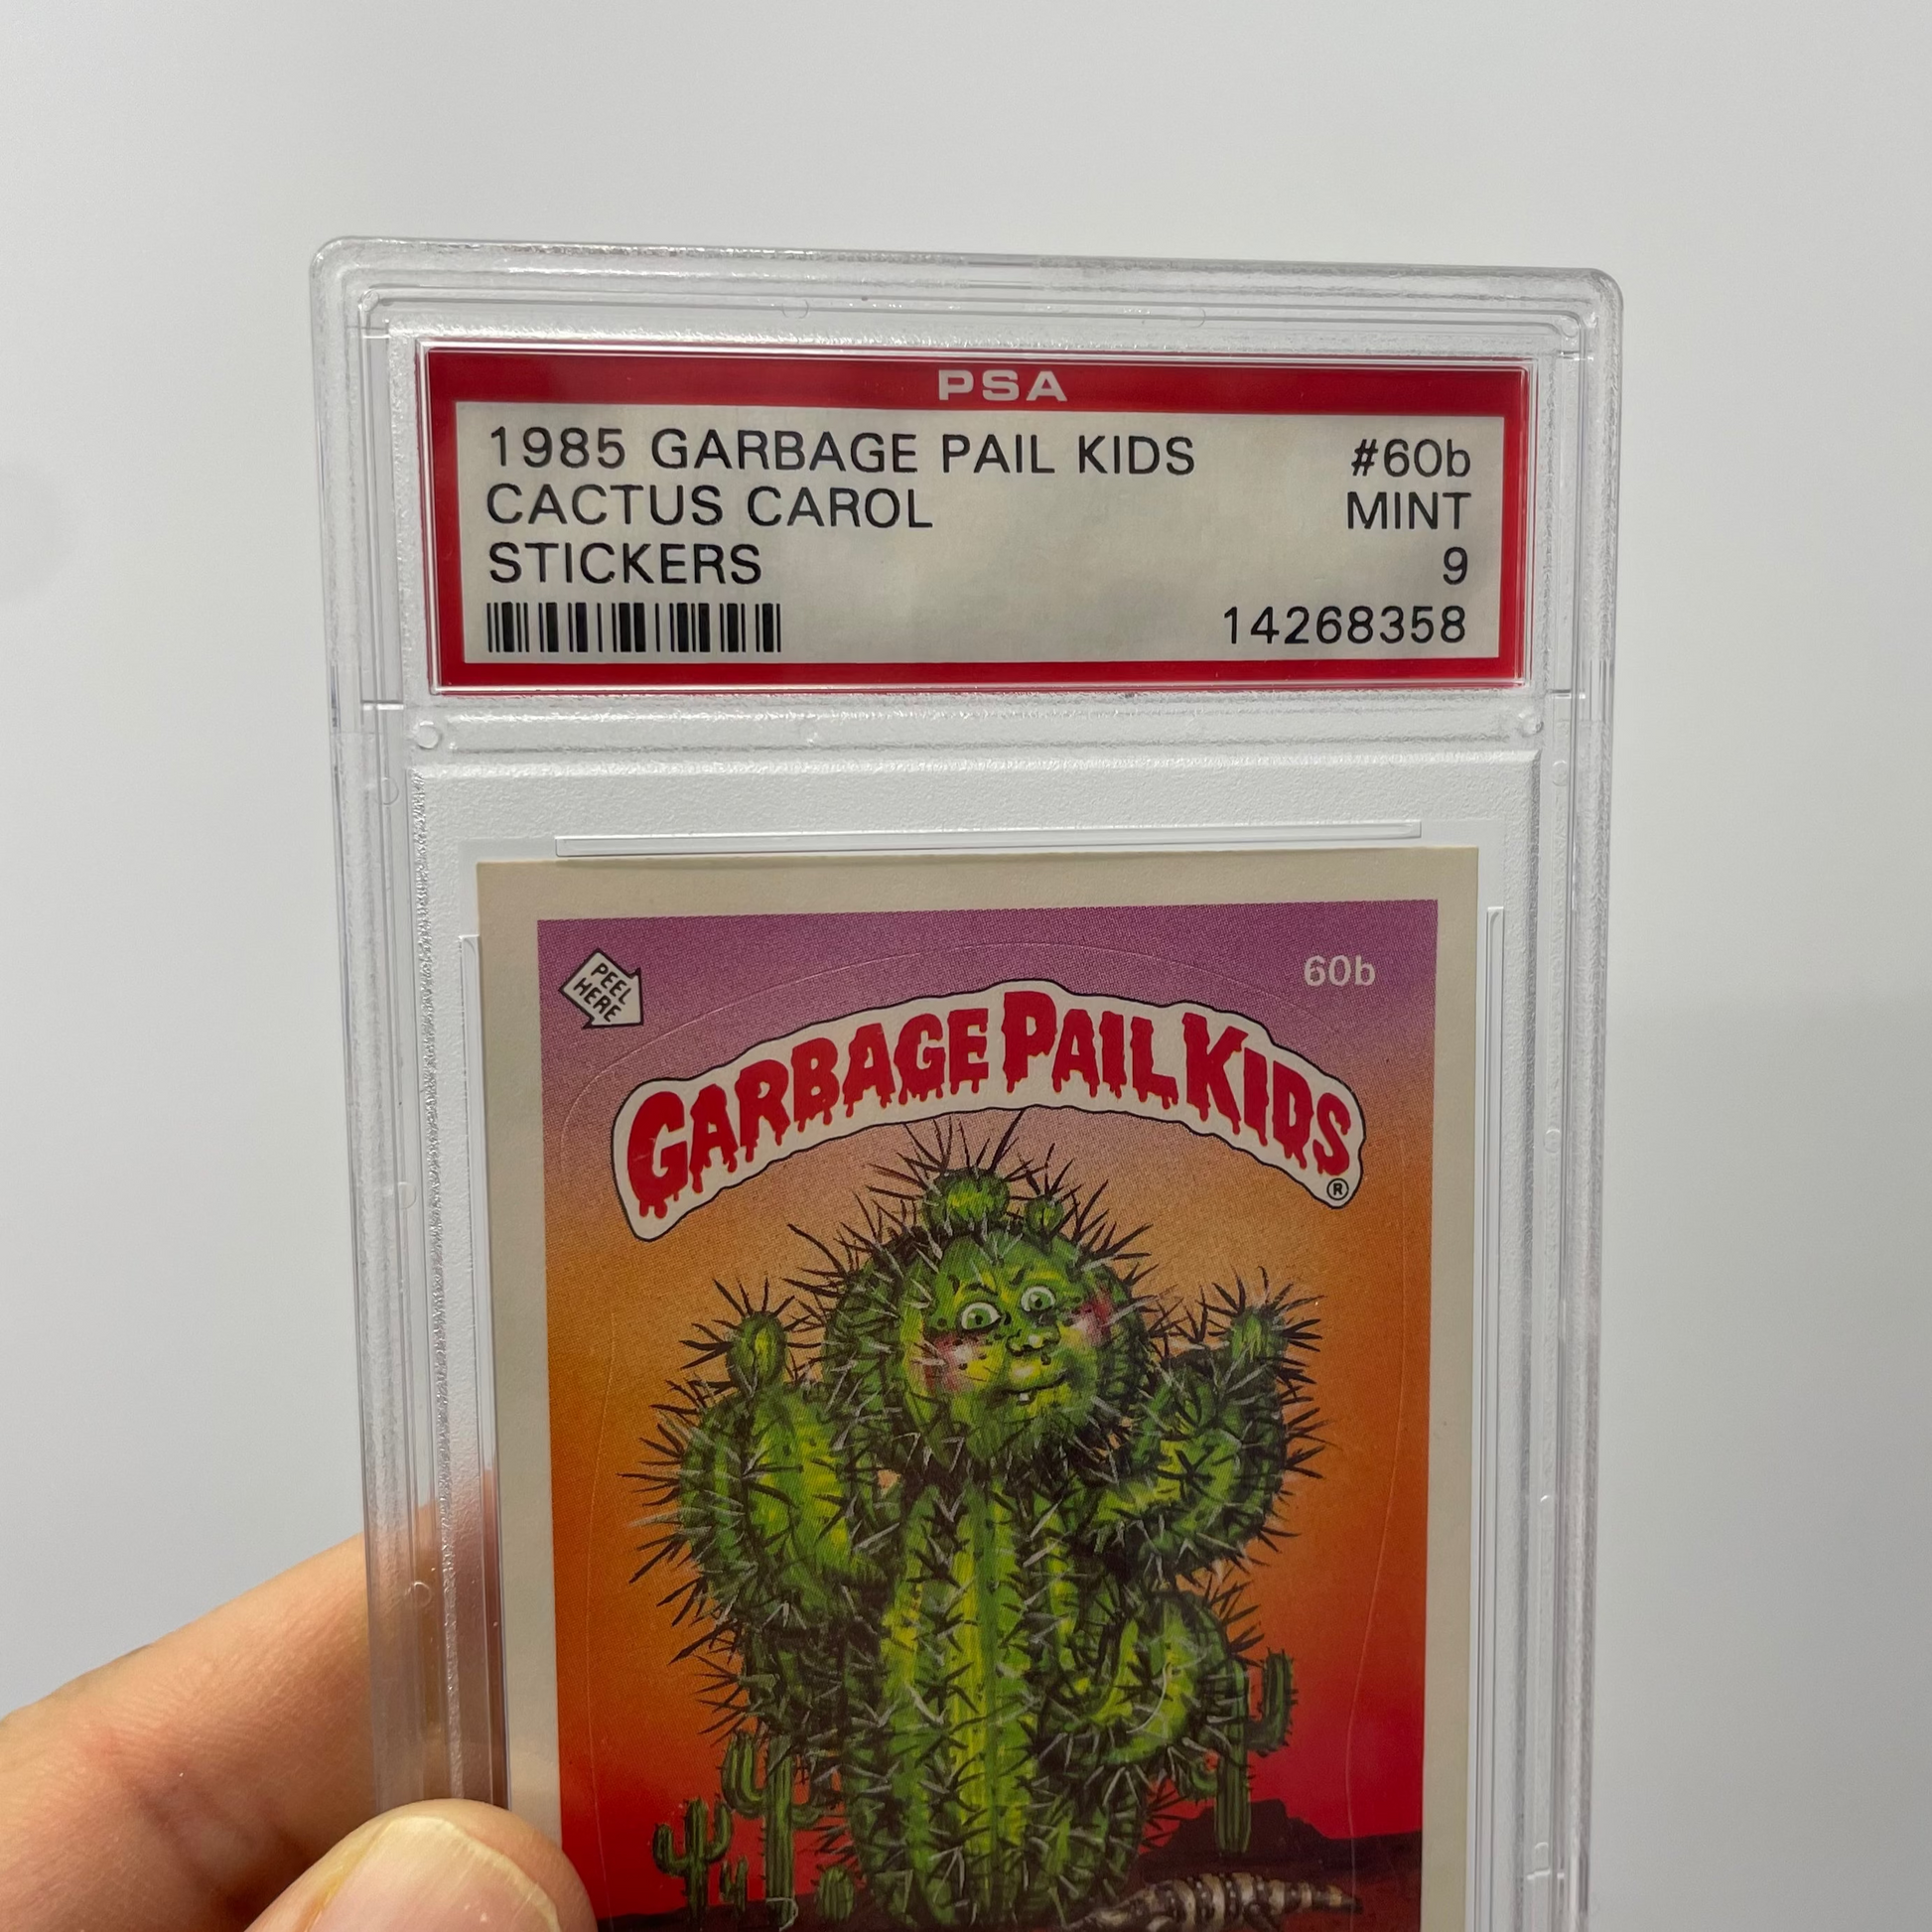 PSA
1985 GARBAGE PAIL KIDS #60b
CACTUS CAROL MINT
STICKERS 9
14268358
PEEL
HERE
60b
GARBAGE PAIL KIDS
®